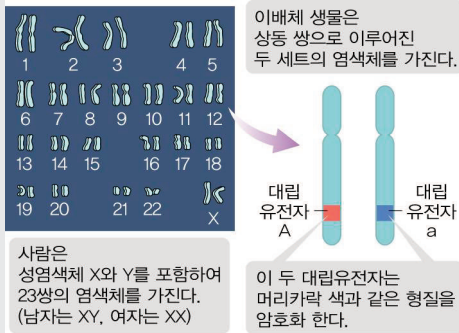 1 2 3 4 5
6 7 8 9 10 11 12
13 14 15 16 17 18
19 20 21 22 X
사람은
성염색체 X와 Y를 포함하여
23쌍의 염색체를 가진다.
(남자는 XY, 여자는 XX)
이배체 생물은
상동 쌍으로 이루어진
두 세트의 염색체를 가진다.
대립
유전자
A
대립
유전자
a
이 두 대립유전자는
머리카락 색과 같은 형질을
암호화 한다.